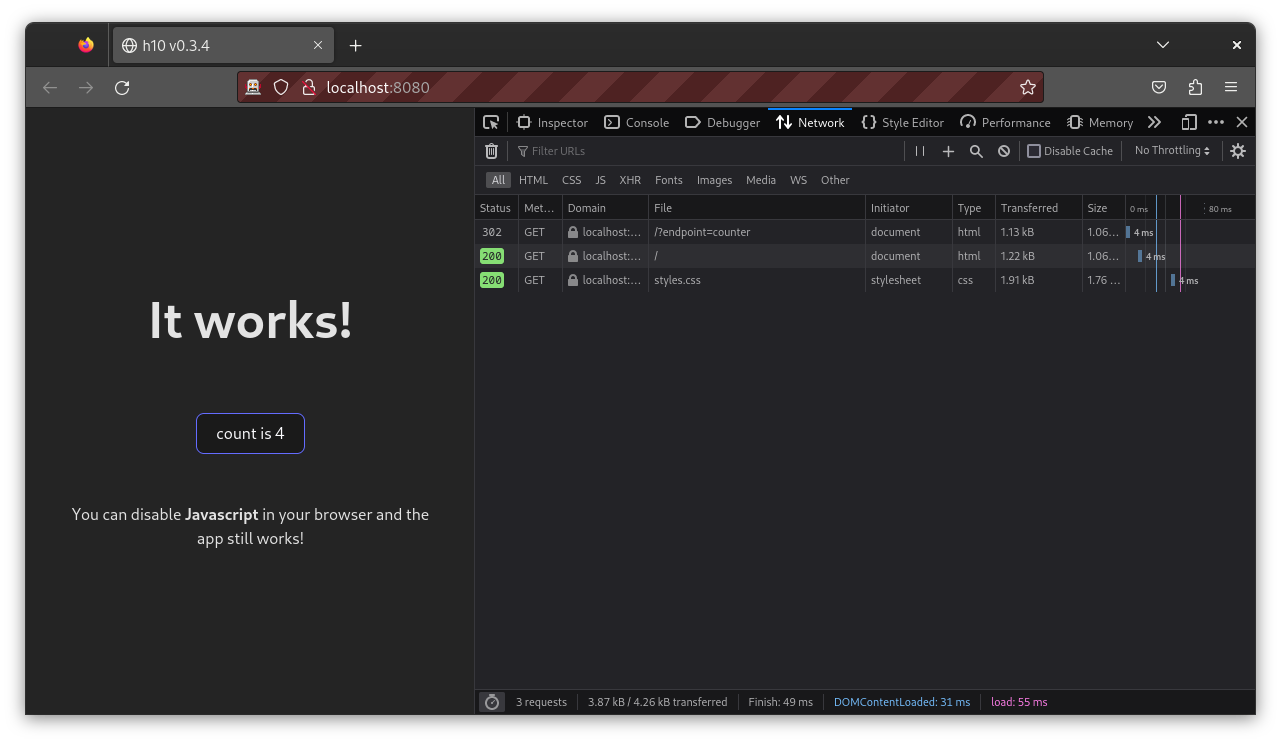 h10 v0.3.4
localhost:8080
Inspector Console Debugger Network Style Editor Performance Memory
Filter URLs Disable Cache No Throttling
All HTML CSS JS XHR Fonts Images Media WS Other
Status Met... Domain File Initiator Type Transferred Size 0 ms 80 ms
302 GET localhost:... /?endpoint=counter document html 1.13 kB 1.06... 4 ms
200 GET localhost:... / document html 1.22 kB 1.06... 4 ms
200 GET localhost:... styles.css stylesheet css 1.91 kB 1.76 ... 4 ms
It works!
count is 4
You can disable Javascript in your browser and the
app still works!
3 requests 3.87 kB / 4.26 kB transferred Finish: 49 ms DOMContentLoaded: 31 ms load: 55 ms